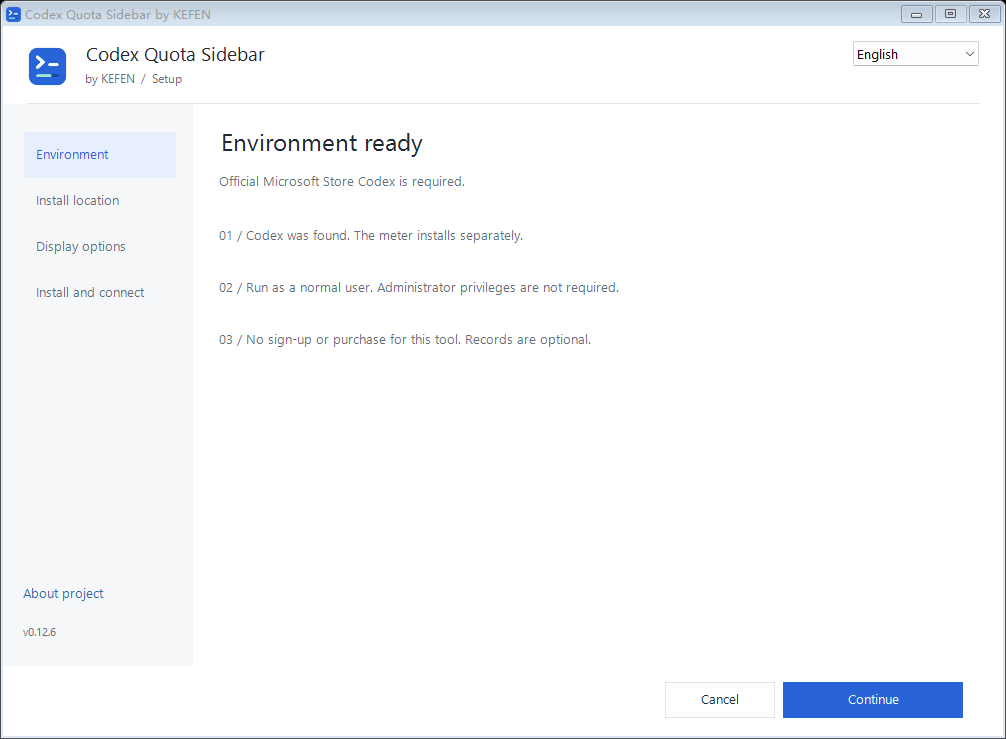 Codex Quota Sidebar by KEFEN
Codex Quota Sidebar
by KEFEN / Setup
English
Environment
Install location
Display options
Install and connect
Environment ready
Official Microsoft Store Codex is required.
01 / Codex was found. The meter installs separately.
02 / Run as a normal user. Administrator privileges are not required.
03 / No sign-up or purchase for this tool. Records are optional.
About project
v0.12.6
Cancel
Continue